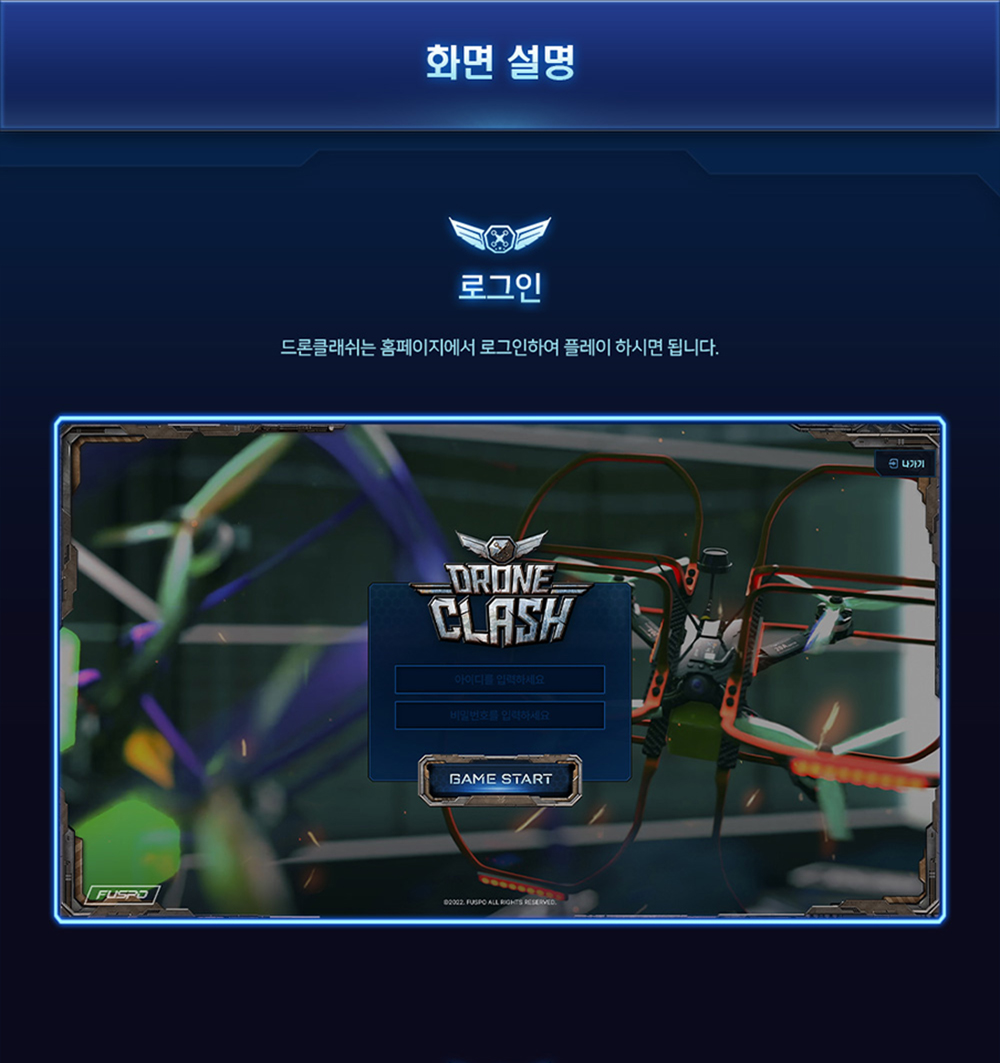 화면 설명
로그인
드론클래쉬는 홈페이지에서 로그인하여 플레이 하시면 됩니다.
나가기
DRONE
CLASH
아이디를 입력하세요
비밀번호를 입력하세요
GAME START
FUSPO
©2022. FUSPO ALL RIGHTS RESERVED.